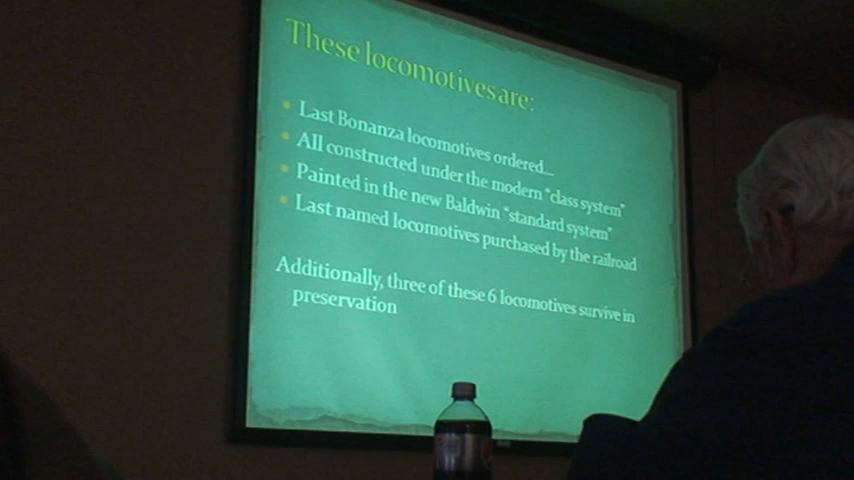 These locomotives are:
Last Bonanza locomotives ordered...
All constructed under the modern "class system"
Painted in the new Baldwin "standard system"
Last named locomotives purchased by the railroad
Additionally, three of these 6 locomotives survive in
preservation